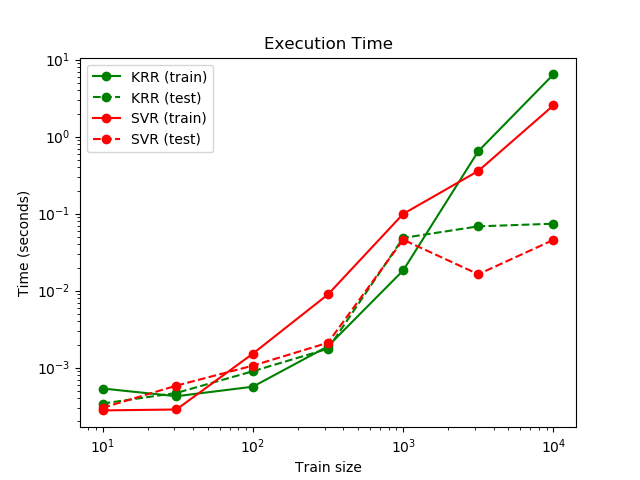 Execution Time
KRR (train)
KRR (test)
SVR (train)
SVR (test)
10¹
10⁰
10⁻¹
10⁻²
10⁻³
Time (seconds)
10¹ 10² 10³ 10⁴
Train size